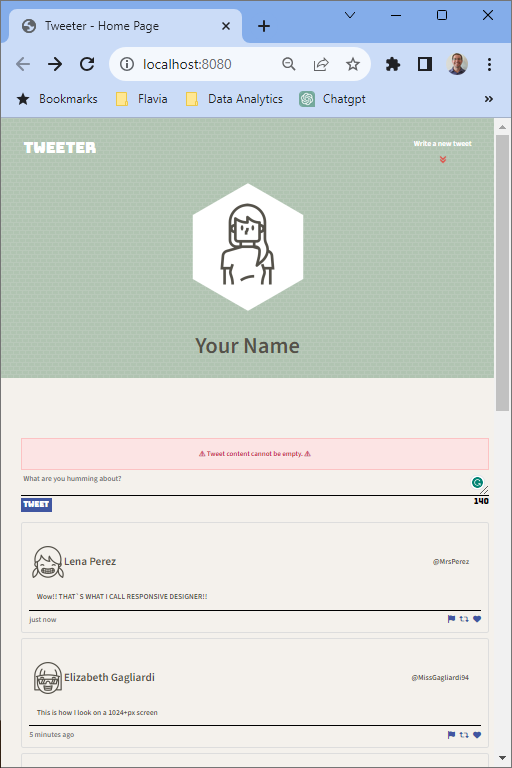 Tweeter - Home Page
localhost:8080
Bookmarks Flavia Data Analytics Chatgpt »
TWEETER
Write a new tweet
Your Name
⚠ Tweet content cannot be empty. ⚠
What are you humming about?
TWEET 140
Lena Perez @MrsPerez
Wow!! THAT`S WHAT I CALL RESPONSIVE DESIGNER!!
just now
Elizabeth Gagliardi @MissGagliardi94
This is how I look on a 1024+px screen
5 minutes ago